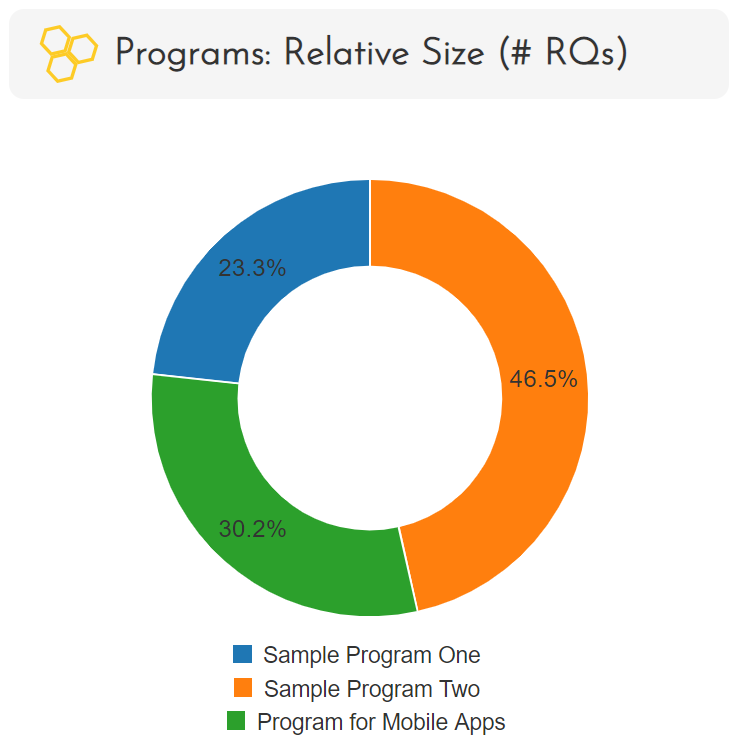 Programs: Relative Size (# RQs)
23.3%
46.5%
30.2%
Sample Program One
Sample Program Two
Program for Mobile Apps